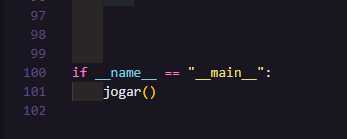 97
98
99
100 if __name__ == "__main__":
101     jogar()
102